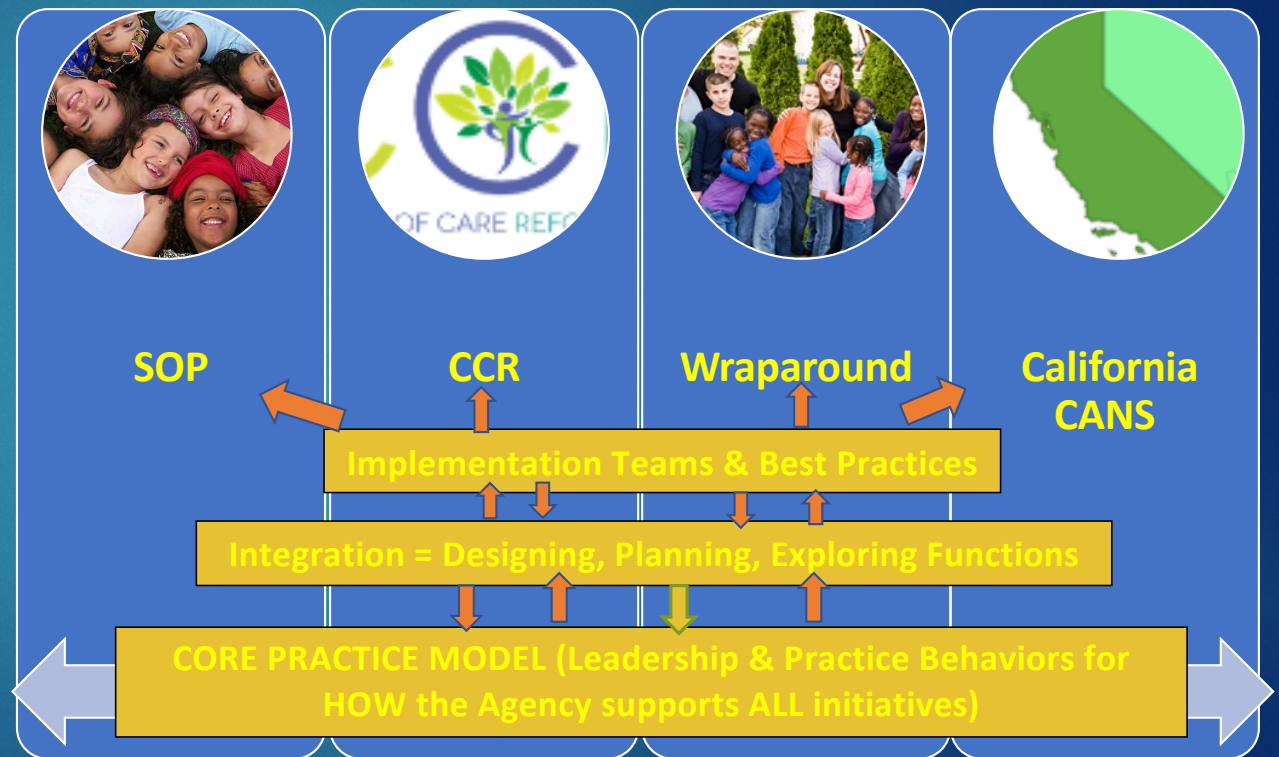 OF CARE REFO
SOP
CCR
Wraparound
California
CANS
Implementation Teams & Best Practices
Integration = Designing, Planning, Exploring Functions
CORE PRACTICE MODEL (Leadership & Practice Behaviors for
HOW the Agency supports ALL initiatives)